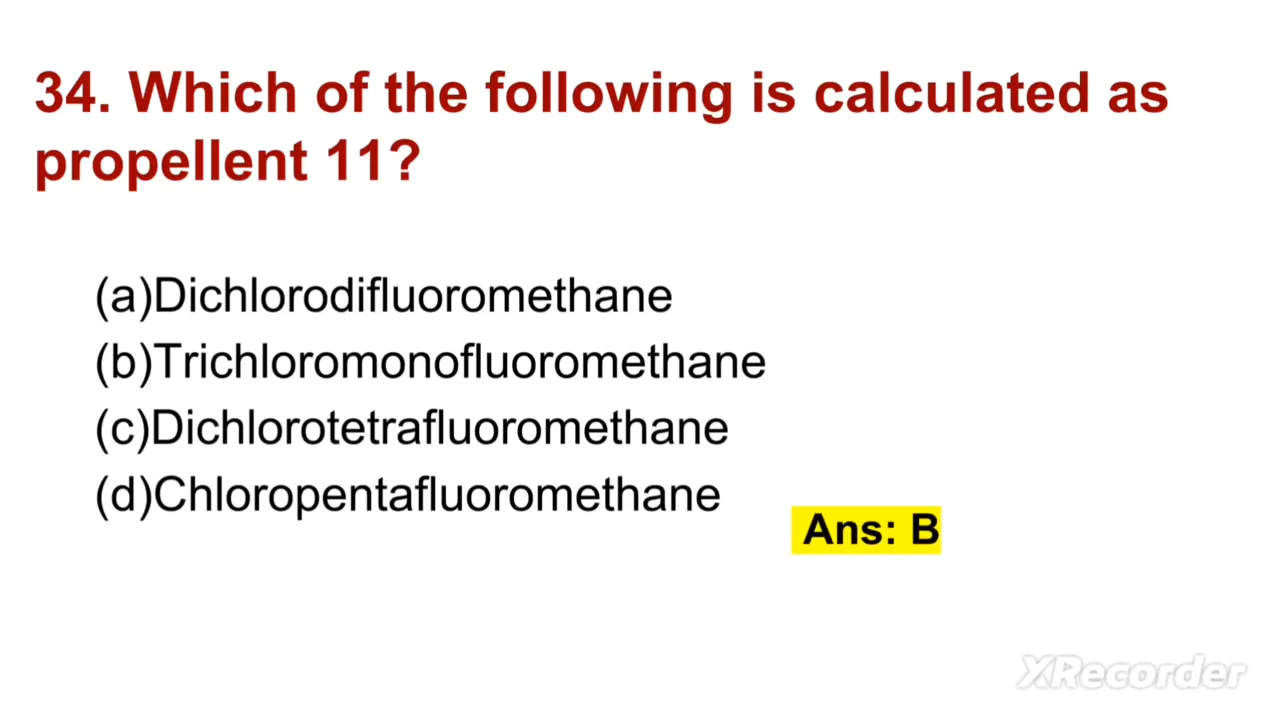 34. Which of the following is calculated as
propellent 11?
(a)Dichlorodifluoromethane
(b)Trichloromonofluoromethane
(c)Dichlorotetrafluoromethane
(d)Chloropentafluoromethane
Ans: B
XRecorder